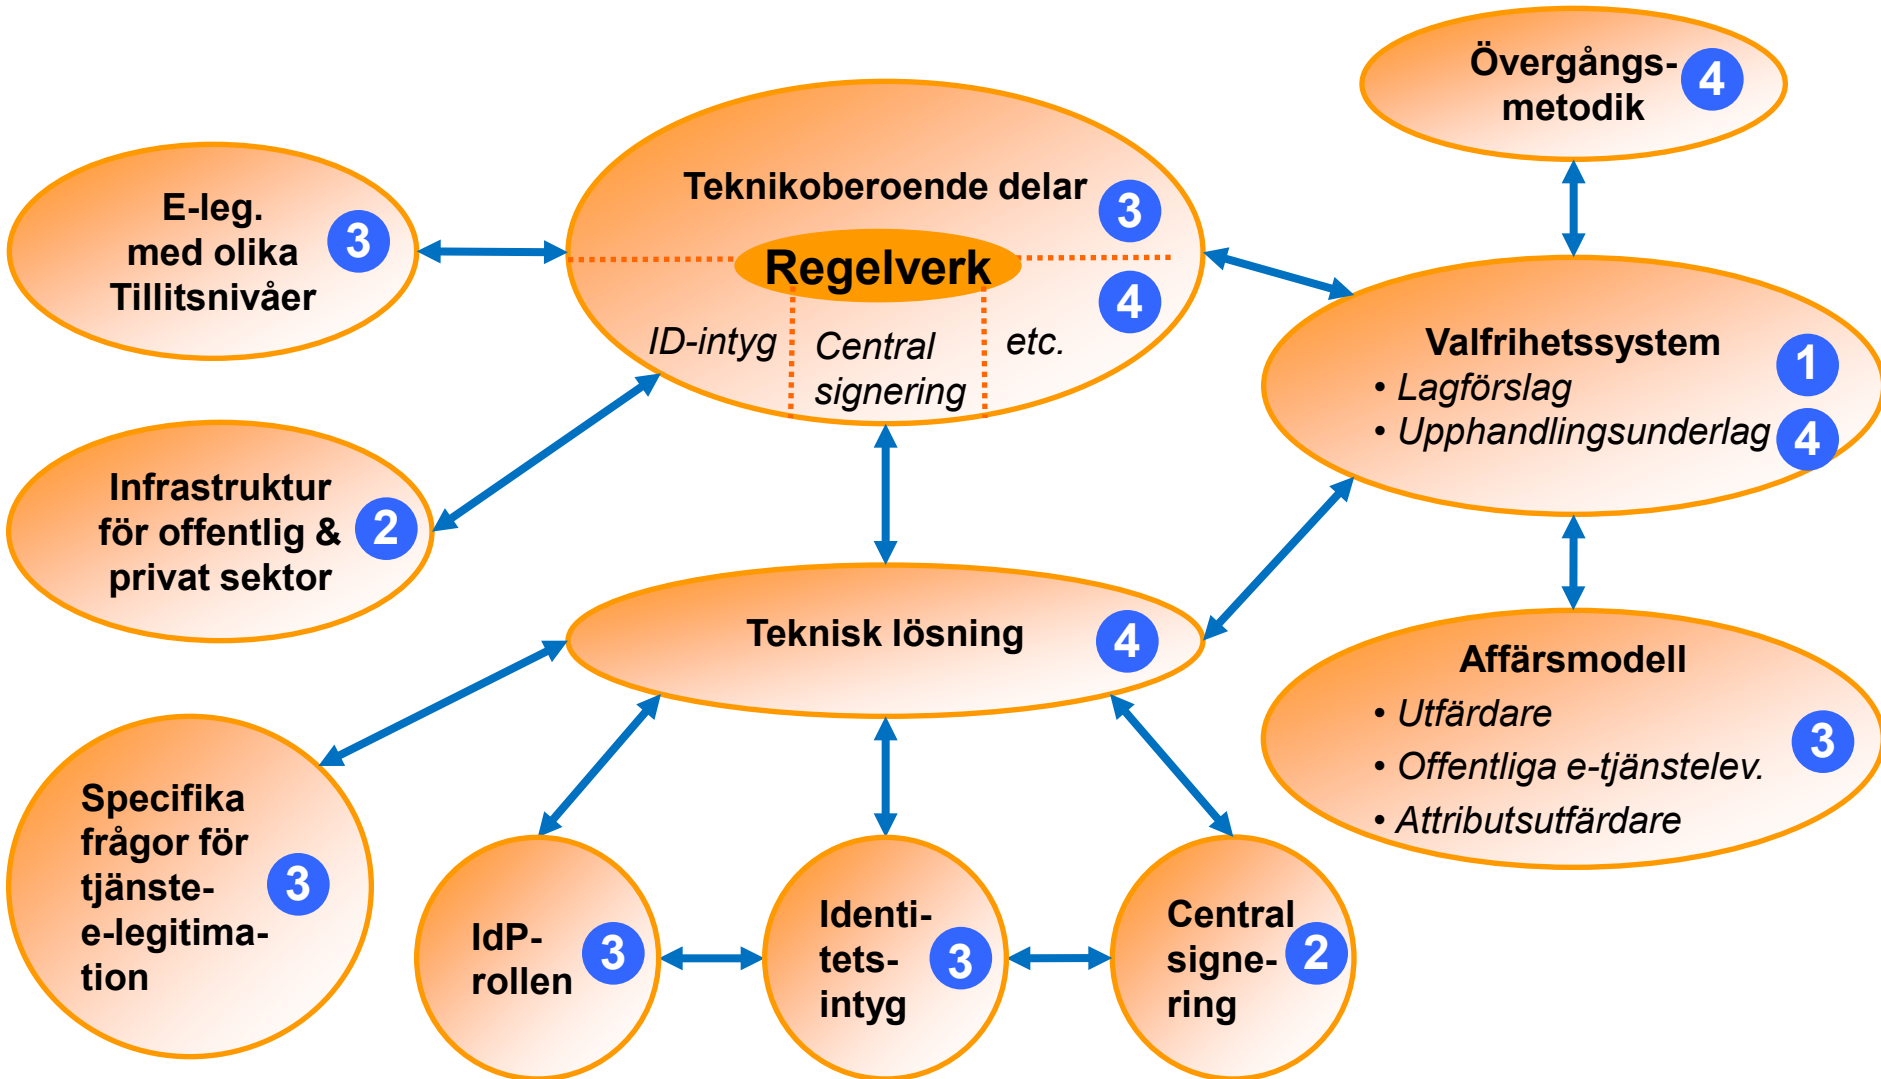 Övergångs-
metodik
4
E-leg.
med olika
Tillitsnivåer
3
Teknikoberoende delar
3
Regelverk
4
ID-intyg
Central
signering
etc.
Valfrihetssystem
1
• Lagförslag
• Upphandlingsunderlag
4
Infrastruktur
för offentlig &
privat sektor
2
Teknisk lösning
4
Affärsmodell
• Utfärdare
• Offentliga e-tjänstelev.
• Attributsutfärdare
3
Specifika
frågor för
tjänste-
e-legitima-
tion
3
IdP-
rollen
3
Identi-
tets-
intyg
3
Central
signe-
ring
2